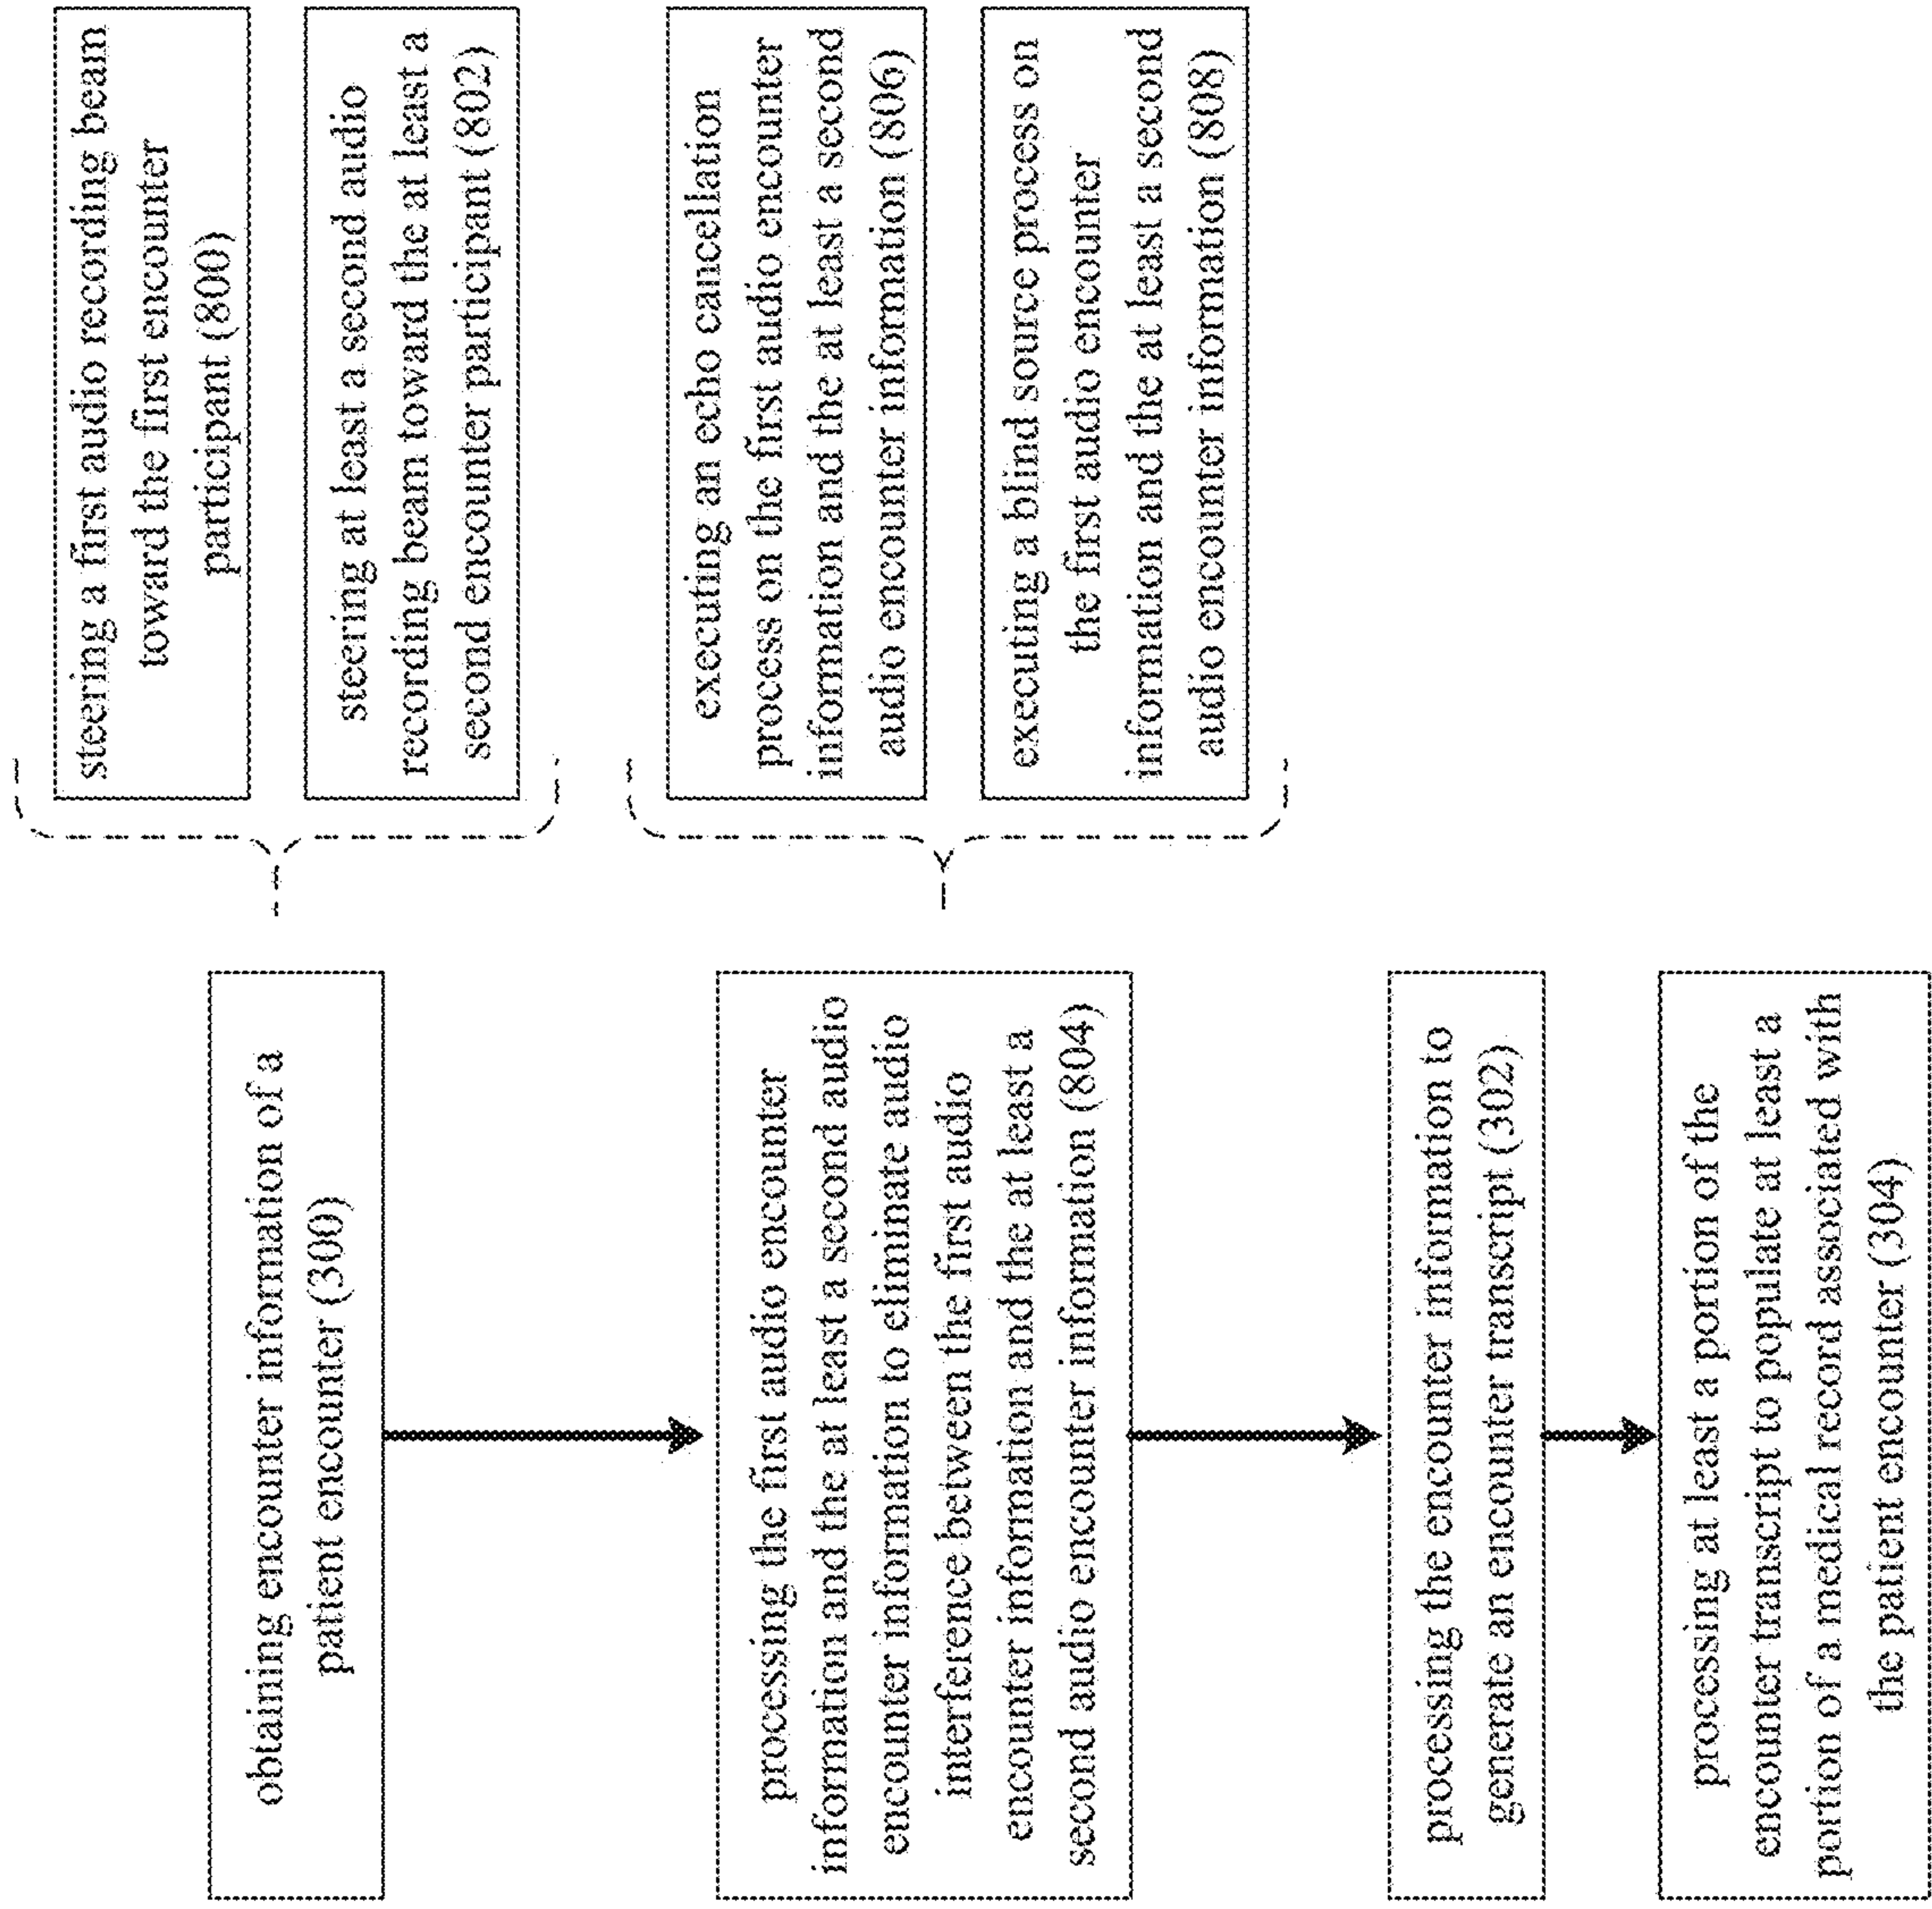 obtaining encounter information of a
patient encounter (300)
steering a first audio recording beam
toward the first encounter
participant (800)
steering at least a second audio
recording beam toward the at least a
second encounter participant (802)
processing the first audio encounter
information and the at least a second audio
encounter information to eliminate audio
interference between the first audio
encounter information and the at least a
second audio encounter information (804)
executing an echo cancellation
process on the first audio encounter
information and the at least a second
audio encounter information (806)
executing a blind source process on
the first audio encounter
information and the at least a second
audio encounter information (808)
processing the encounter information to
generate an encounter transcript (302)
processing at least a portion of the
encounter transcript to populate at least a
portion of a medical record associated with
the patient encounter (304)